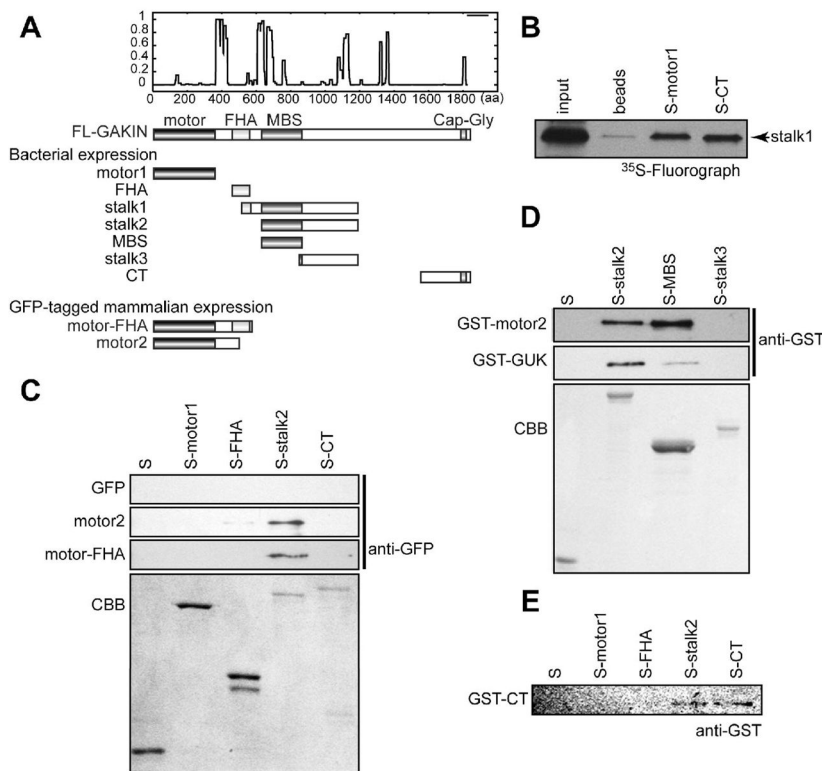 A
1
0.8
0.6
0.4
0.2
0
0 200 400 600 800 1000 1200 1400 1600 1800 (aa)
motor FHA MBS Cap-Gly
FL-GAKIN
Bacterial expression
motor1
FHA
stalk1
stalk2
MBS
stalk3
CT
GFP-tagged mammalian expression
motor-FHA
motor2
B
input beads S-motor1 S-CT
stalk1
35S-Fluorograph
C
S S-motor1 S-FHA S-stalk2 S-CT
GFP
motor2
motor-FHA
anti-GFP
CBB
D
S S-stalk2 S-MBS S-stalk3
GST-motor2
GST-GUK
anti-GST
CBB
E
S S-motor1 S-FHA S-stalk2 S-CT
GST-CT
anti-GST